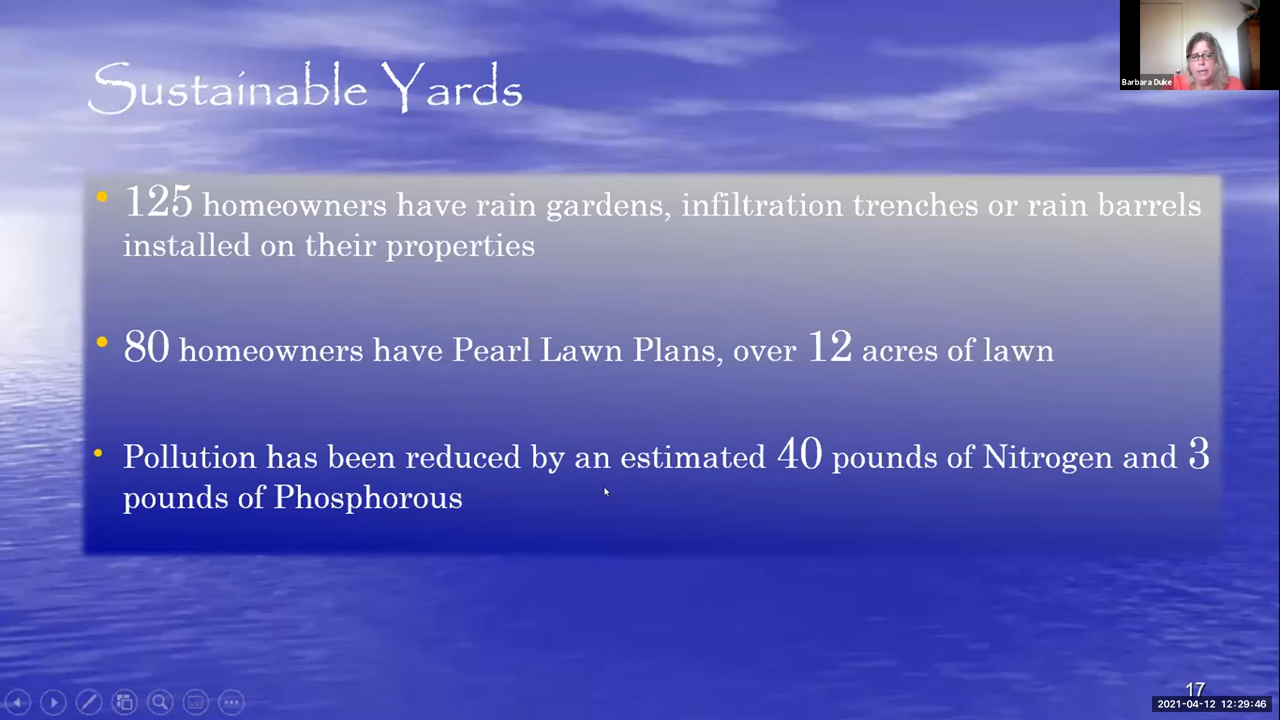 Barbara Duke
Sustainable Yards
• 125 homeowners have rain gardens, infiltration trenches or rain barrels
installed on their properties
• 80 homeowners have Pearl Lawn Plans, over 12 acres of lawn
• Pollution has been reduced by an estimated 40 pounds of Nitrogen and 3
pounds of Phosphorous
17
2021-04-12 12:29:46